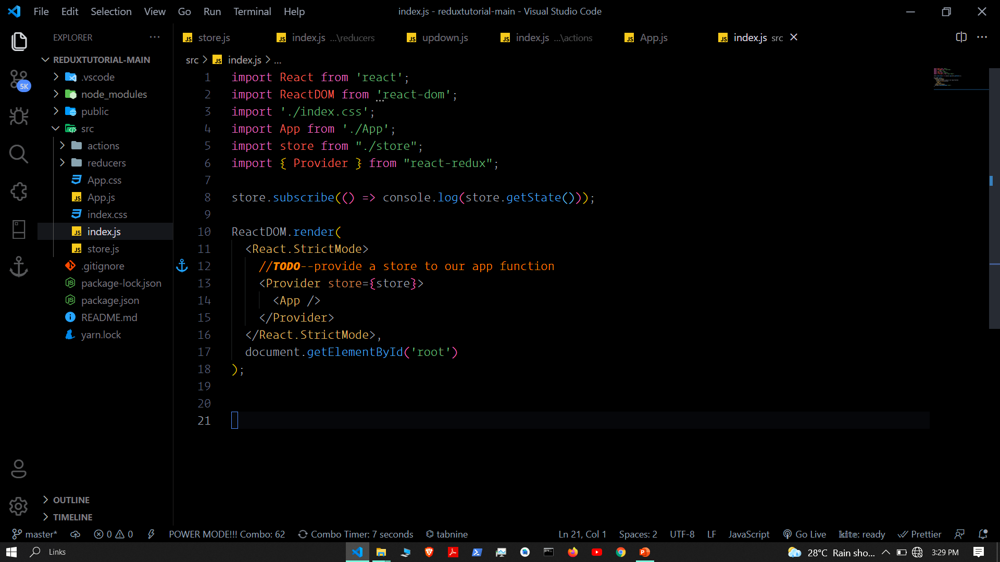 File Edit Selection View Go Run Terminal Help
index.js - reduxtutorial-main - Visual Studio Code
EXPLORER
store.js
index.js ...\reducers
updown.js
index.js ...\actions
App.js
index.js src
REDUXTUTORIAL-MAIN
.vscode
node_modules
public
src
actions
reducers
App.css
App.js
index.css
index.js
store.js
.gitignore
package-lock.json
package.json
README.md
yarn.lock
OUTLINE
TIMELINE
5K
src > index.js > ...
1 import React from 'react';
2 import ReactDOM from 'react-dom';
3 import './index.css';
4 import App from './App';
5 import store from "./store";
6 import { Provider } from "react-redux";
7
8 store.subscribe(() => console.log(store.getState()));
9
10 ReactDOM.render(
11 <React.StrictMode>
12 //TODO--provide a store to our app function
13 <Provider store={store}>
14 <App />
15 </Provider>
16 </React.StrictMode>,
17 document.getElementById('root')
18 );
19
20
21
master* 0 0 POWER MODE!!! Combo: 62 Combo Timer: 7 seconds tabnine Ln 21, Col 1 Spaces: 2 UTF-8 LF JavaScript Go Live kite: ready Prettier
Links 28°C Rain sho... 3:29 PM